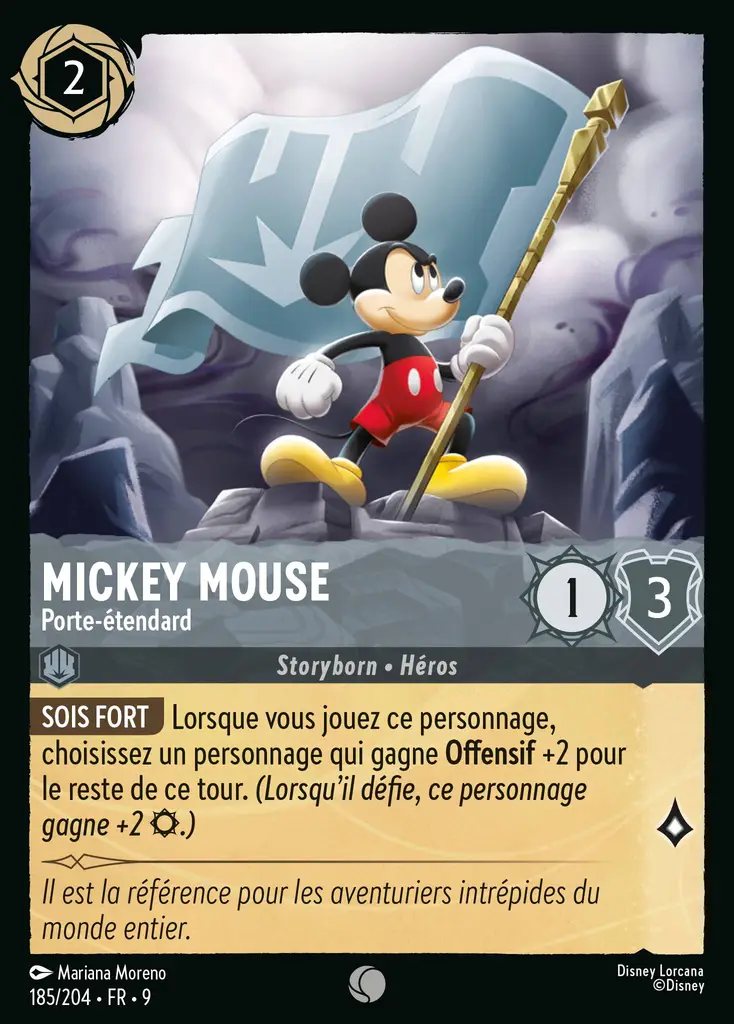 2
MICKEY MOUSE
Porte-étendard
1
3
Storyborn • Héros
SOIS FORT Lorsque vous jouez ce personnage,
choisissez un personnage qui gagne Offensif +2 pour
le reste de ce tour. (Lorsqu'il défie, ce personnage
gagne +2 .)
Il est la référence pour les aventuriers intrépides du
monde entier.
Mariana Moreno
185/204 • FR • 9
Disney Lorcana
©Disney